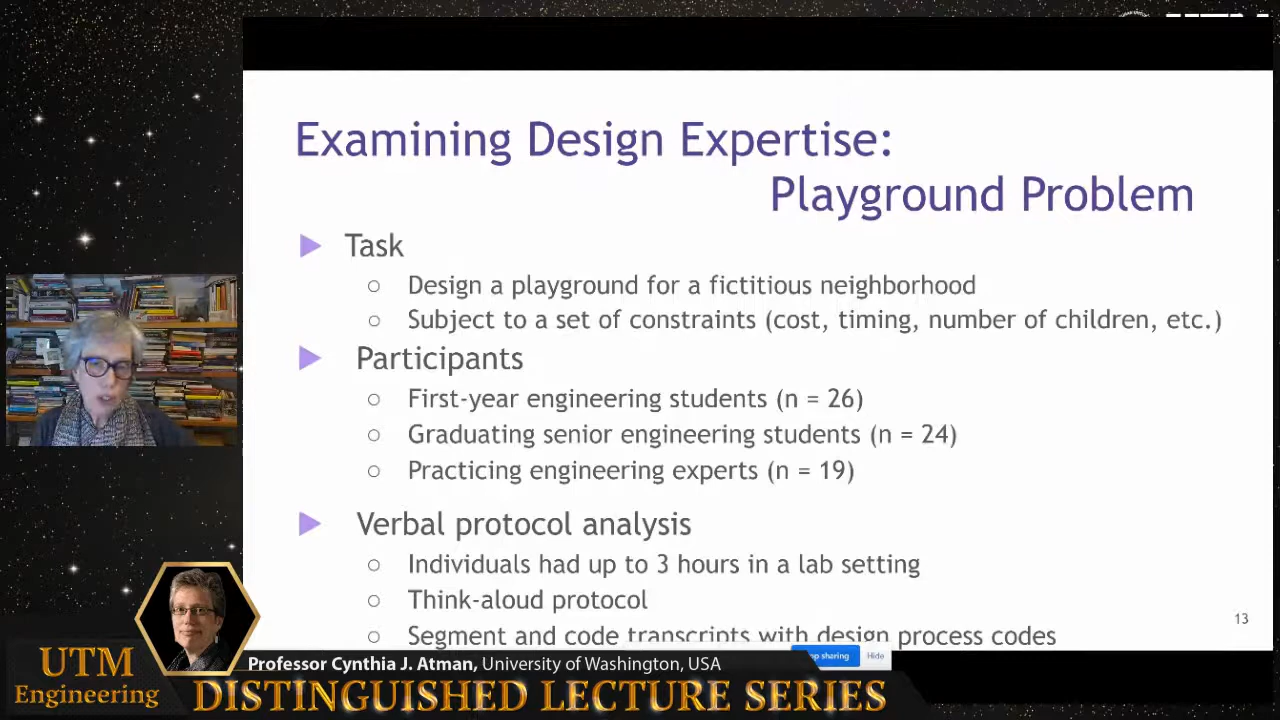 Examining Design Expertise:
Playground Problem
Task
Design a playground for a fictitious neighborhood
Subject to a set of constraints (cost, timing, number of children, etc.)
Participants
First-year engineering students (n = 26)
Graduating senior engineering students (n = 24)
Practicing engineering experts (n = 19)
Verbal protocol analysis
Individuals had up to 3 hours in a lab setting
Think-aloud protocol
Segment and code transcripts with design process codes
13
sharing Hide
UTM
Engineering
Professor Cynthia J. Atman, University of Washington, USA
DISTINGUISHED LECTURE SERIES